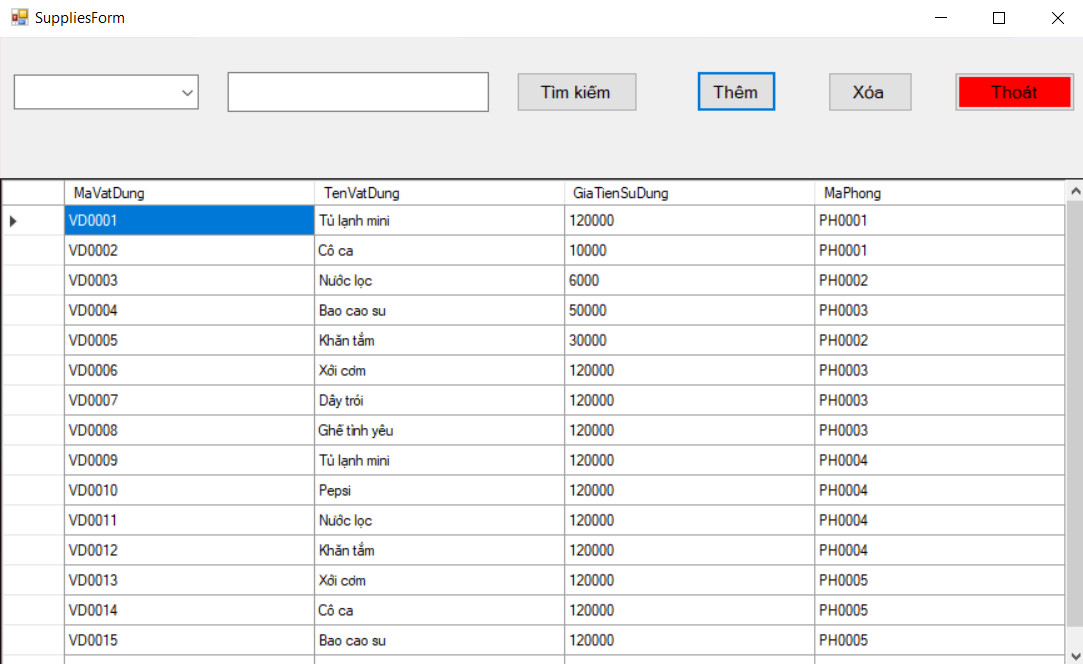 SuppliesForm
Tìm kiếm Thêm Xóa Thoát
MaVatDung TenVatDung GiaTienSuDung MaPhong
VD0001 Tủ lạnh mini 120000 PH0001
VD0002 Cô ca 10000 PH0001
VD0003 Nước lọc 6000 PH0002
VD0004 Bao cao su 50000 PH0003
VD0005 Khăn tắm 30000 PH0002
VD0006 Xới cơm 120000 PH0003
VD0007 Dây trói 120000 PH0003
VD0008 Ghế tình yêu 120000 PH0003
VD0009 Tủ lạnh mini 120000 PH0004
VD0010 Pepsi 120000 PH0004
VD0011 Nước lọc 120000 PH0004
VD0012 Khăn tắm 120000 PH0004
VD0013 Xới cơm 120000 PH0005
VD0014 Cô ca 120000 PH0005
VD0015 Bao cao su 120000 PH0005